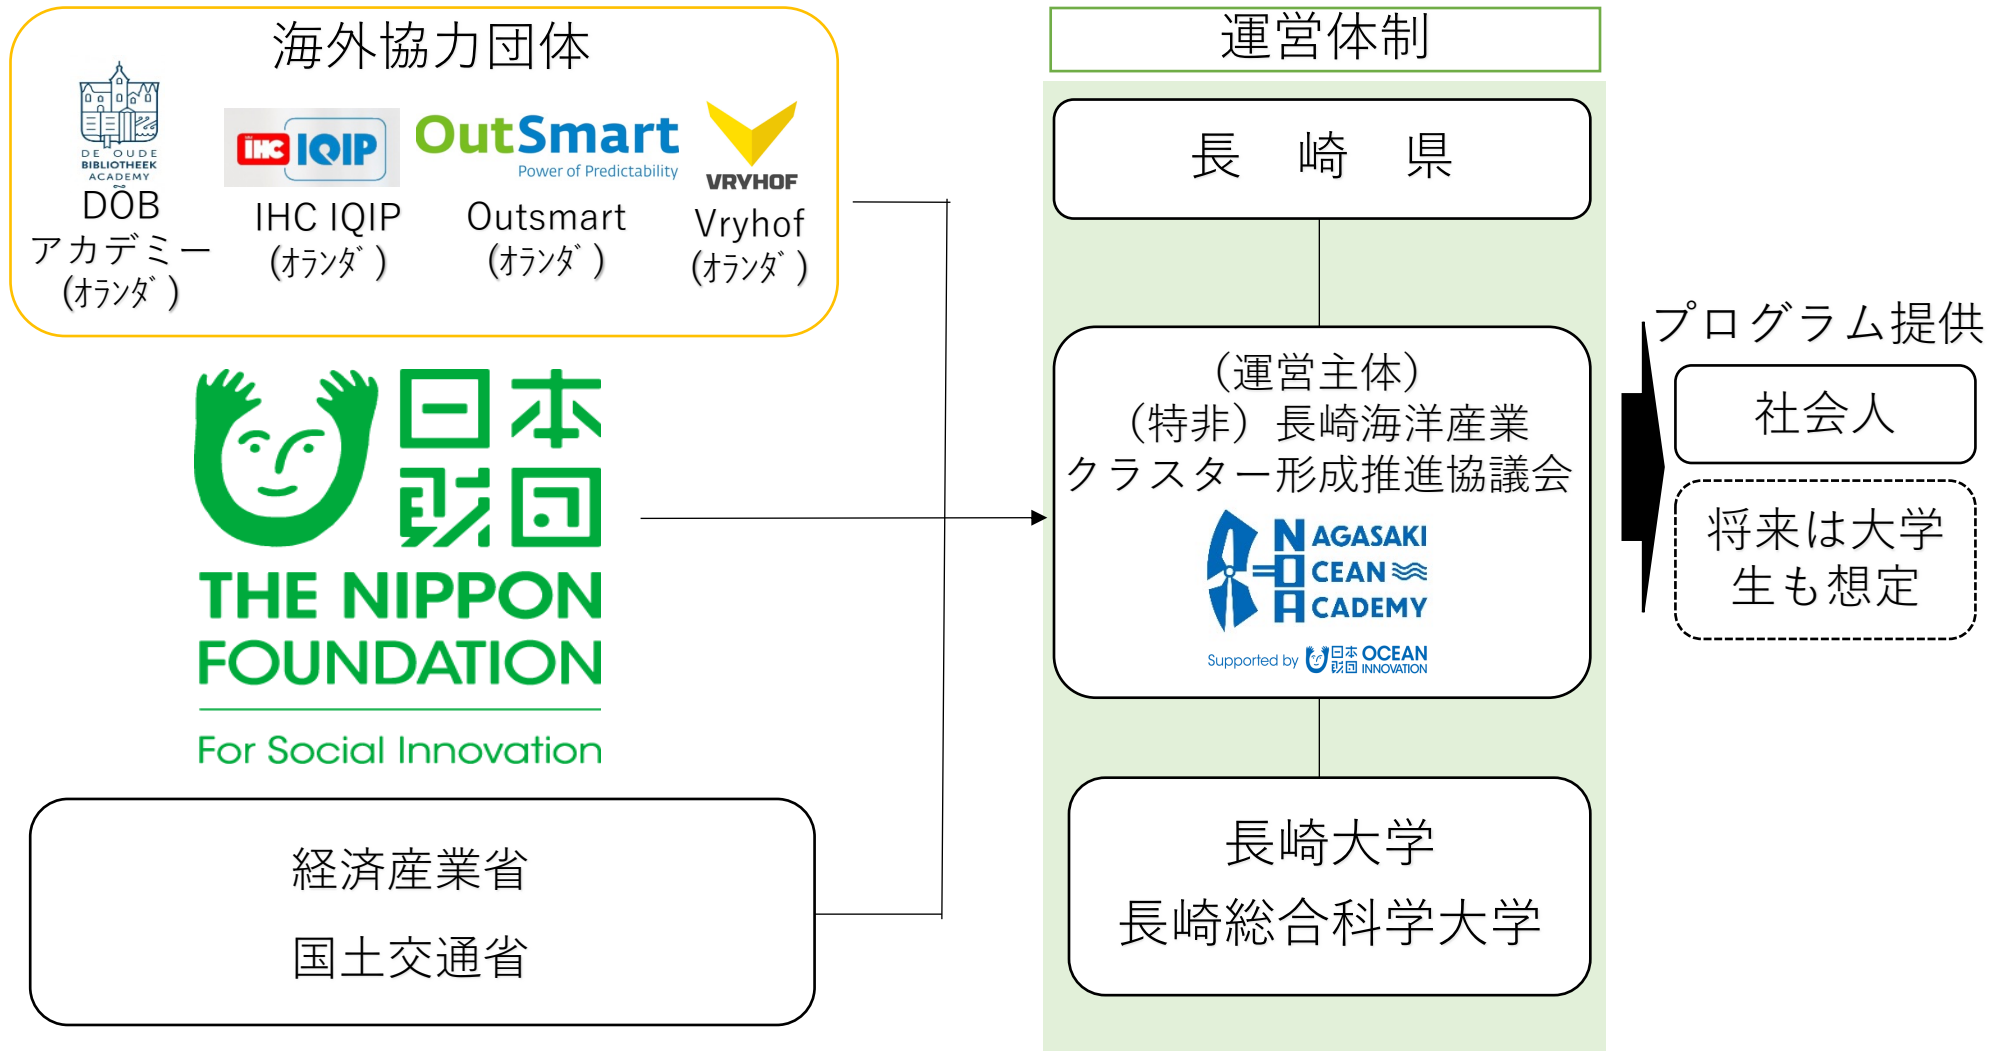 海外協力団体
DE OUDE
BIBLIOTHEEK
ACADEMY
DOB
アカデミー
(ｵﾗﾝﾀﾞ)
IHC IQIP
IHC IQIP
(ｵﾗﾝﾀﾞ)
OutSmart
Power of Predictability
Outsmart
(ｵﾗﾝﾀﾞ)
VRYHOF
Vryhof
(ｵﾗﾝﾀﾞ)
日本
財団
THE NIPPON
FOUNDATION
For Social Innovation
経済産業省
国土交通省
運営体制
長　崎　県
（運営主体）
（特非）長崎海洋産業
クラスター形成推進協議会
NAGASAKI
OCEAN
ACADEMY
Supported by 日本財団 OCEAN INNOVATION
長崎大学
長崎総合科学大学
プログラム提供
社会人
将来は大学
生も想定